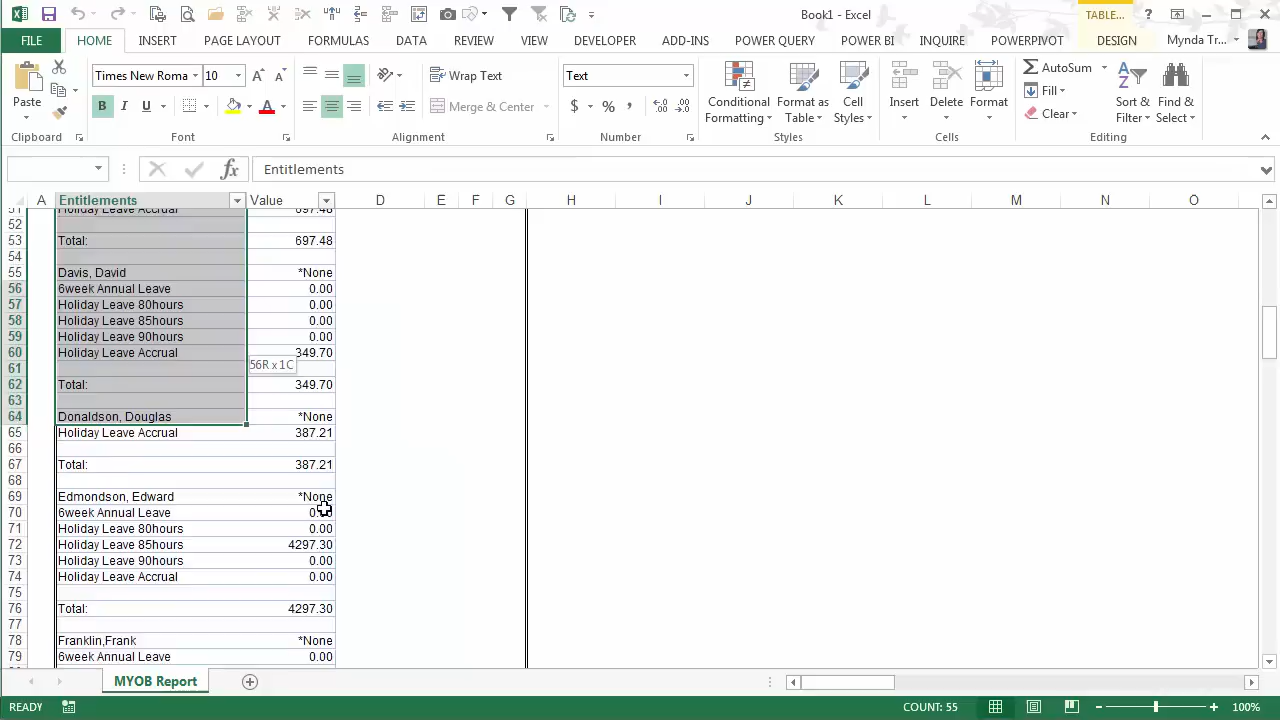 Book1 - Excel
TABLE...
FILE HOME INSERT PAGE LAYOUT FORMULAS DATA REVIEW VIEW DEVELOPER ADD-INS POWER QUERY POWER BI INQUIRE POWERPIVOT DESIGN Mynda Tr...
Times New Roma 10 Wrap Text Text AutoSum
Paste Conditional Formatting Format as Table Cell Styles Insert Delete Format Fill Sort & Filter Find & Select
B I U A Merge & Center $ % , Clear
Clipboard Font Alignment Number Styles Cells Editing
fx Entitlements
A Entitlements Value D E F G H I J K L M N O
51 Holiday Leave Accrual 697.48
52
53 Total: 697.48
54
55 Davis, David *None
56 6week Annual Leave 0.00
57 Holiday Leave 80hours 0.00
58 Holiday Leave 85hours 0.00
59 Holiday Leave 90hours 0.00
60 Holiday Leave Accrual 349.70
61 56R x 1C
62 Total: 349.70
63
64 Donaldson, Douglas *None
65 Holiday Leave Accrual 387.21
66
67 Total: 387.21
68
69 Edmondson, Edward *None
70 6week Annual Leave
71 Holiday Leave 80hours 0.00
72 Holiday Leave 85hours 4297.30
73 Holiday Leave 90hours 0.00
74 Holiday Leave Accrual 0.00
75
76 Total: 4297.30
77
78 Franklin,Frank *None
79 6week Annual Leave 0.00
MYOB Report
READY COUNT: 55 100%